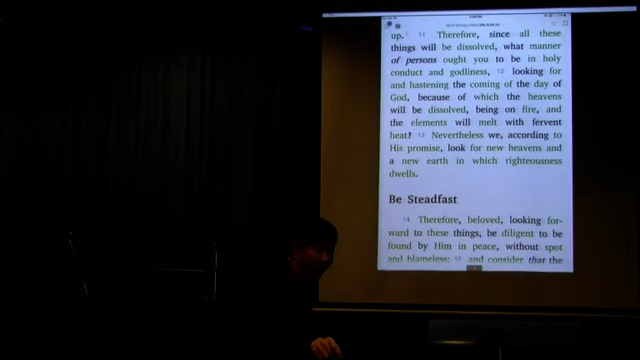 up. 11 Therefore, since all these
things will be dissolved, what manner
of persons ought you to be in holy
conduct and godliness, 12 looking for
and hastening the coming of the day of
God, because of which the heavens
will be dissolved, being on fire, and
the elements will melt with fervent
heat? 13 Nevertheless we, according to
His promise, look for new heavens and
a new earth in which righteousness
dwells.
Be Steadfast
14 Therefore, beloved, looking for-
ward to these things, be diligent to be
found by Him in peace, without spot
and blameless; 15 and consider that the